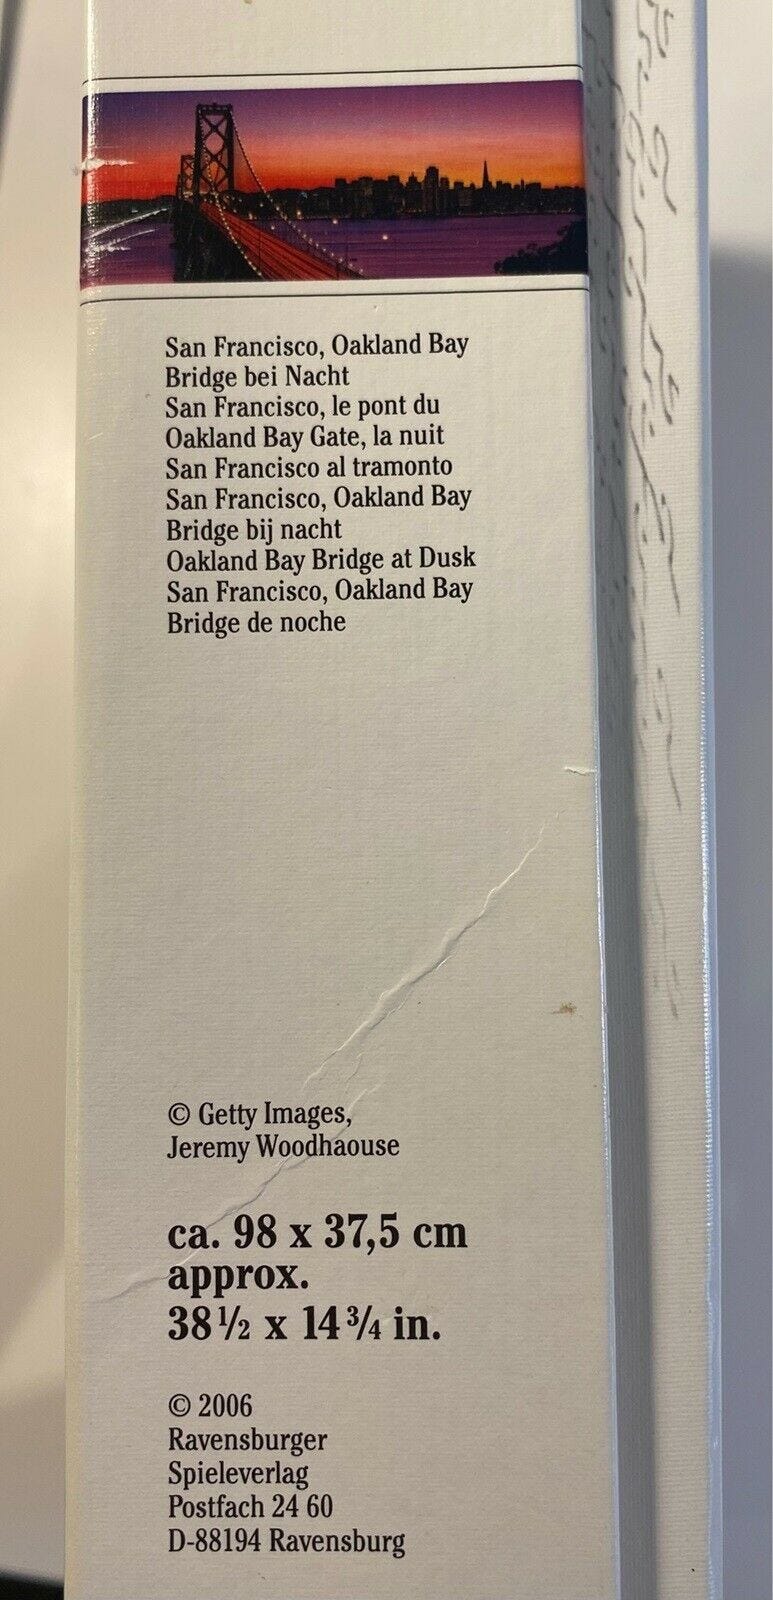 San Francisco, Oakland Bay
Bridge bei Nacht
San Francisco, le pont du
Oakland Bay Gate, la nuit
San Francisco al tramonto
San Francisco, Oakland Bay
Bridge bij nacht
Oakland Bay Bridge at Dusk
San Francisco, Oakland Bay
Bridge de noche
© Getty Images,
Jeremy Woodhaouse
ca. 98 x 37,5 cm
approx.
38 ½ x 14 ¾ in.
© 2006
Ravensburger
Spieleverlag
Postfach 24 60
D-88194 Ravensburg